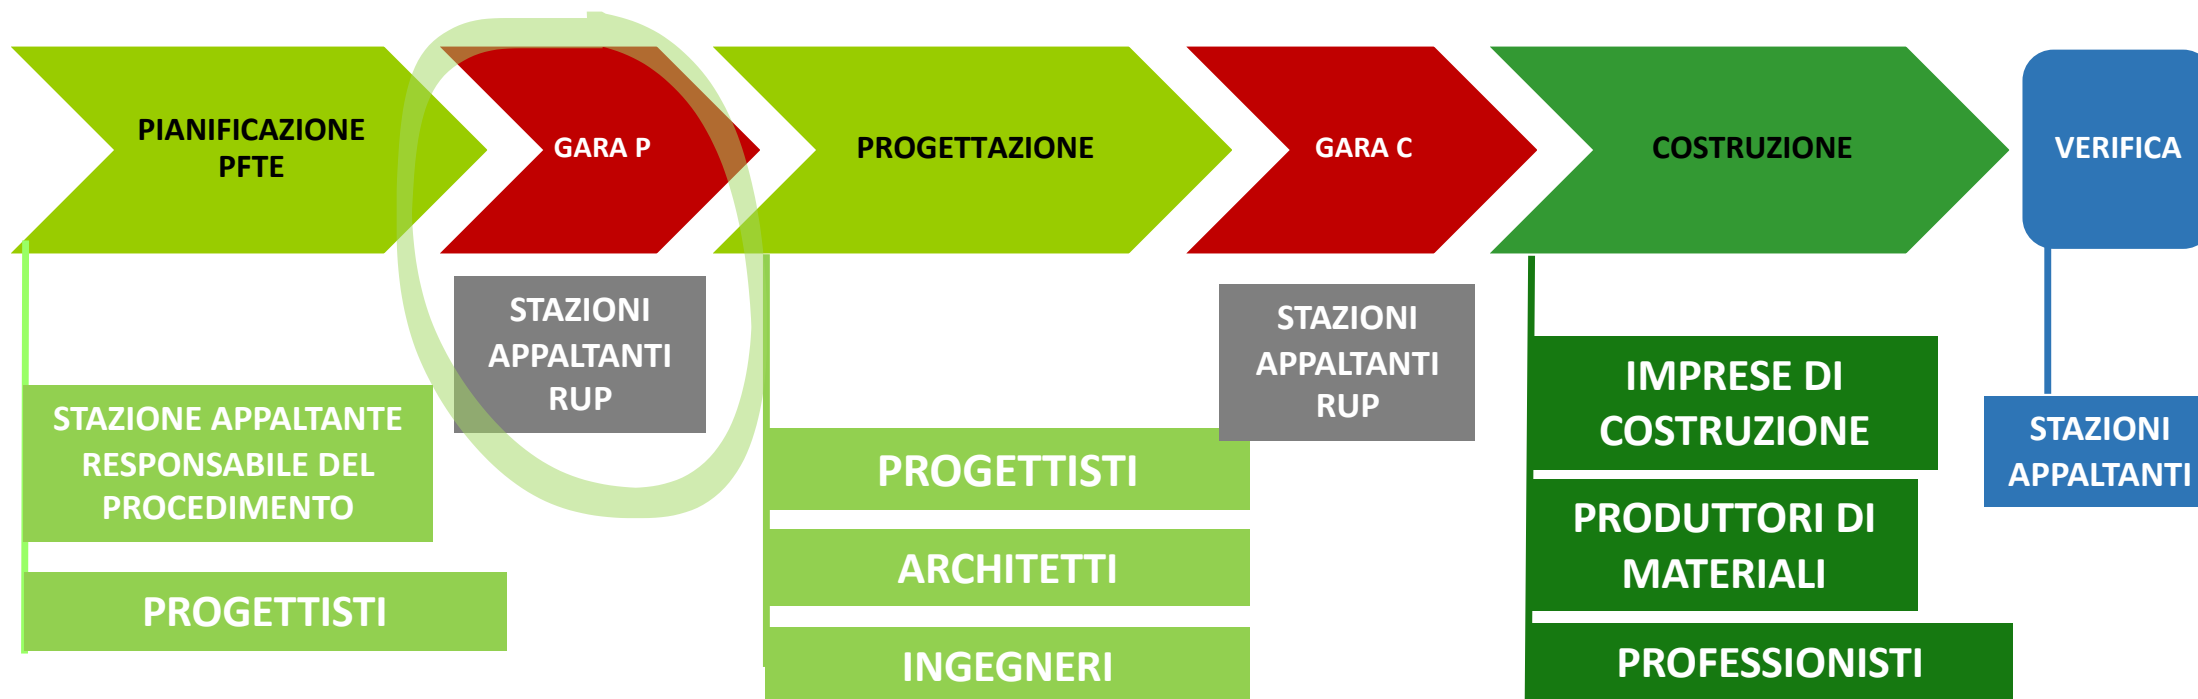 PIANIFICAZIONE
PFTE
GARA P
PROGETTAZIONE
GARA C
COSTRUZIONE
VERIFICA
STAZIONI
APPALTANTI
RUP
STAZIONI
APPALTANTI
RUP
STAZIONE APPALTANTE
RESPONSABILE DEL
PROCEDIMENTO
PROGETTISTI
PROGETTISTI
ARCHITETTI
INGEGNERI
IMPRESE DI
COSTRUZIONE
PRODUTTORI DI
MATERIALI
PROFESSIONISTI
STAZIONI
APPALTANTI